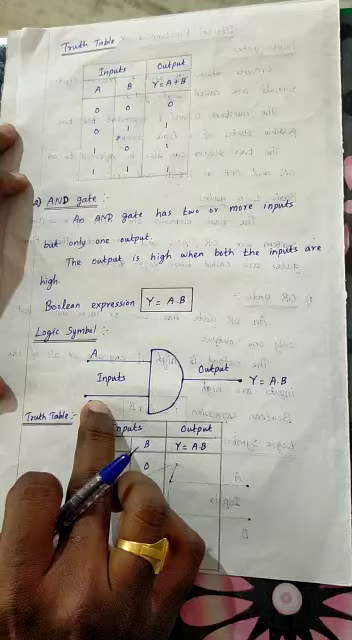 Truth Table :-
Inputs Output
A B Y=A+B
0 0 0
0 1 1
1 0 1
1 1 1
2) AND gate :-
An AND gate has two or more inputs
but only one output.
The output is high when both the inputs are
high.
Boolean expression Y = A.B
Logic Symbol :-
A
Inputs Output Y = A.B
Truth Table :-
Inputs Output
B Y = A.B
0